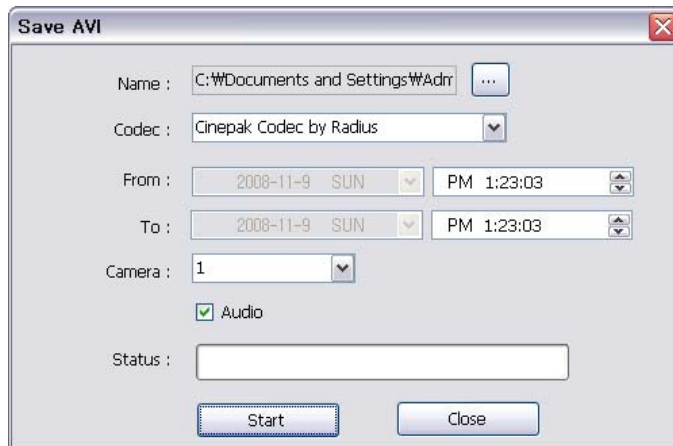 Save AVI
Name : C:₩Documents and Settings₩Adm ...
Codec : Cinepak Codec by Radius
From : 2008-11-9 SUN PM 1:23:03
To : 2008-11-9 SUN PM 1:23:03
Camera : 1
Audio
Status :
Start Close